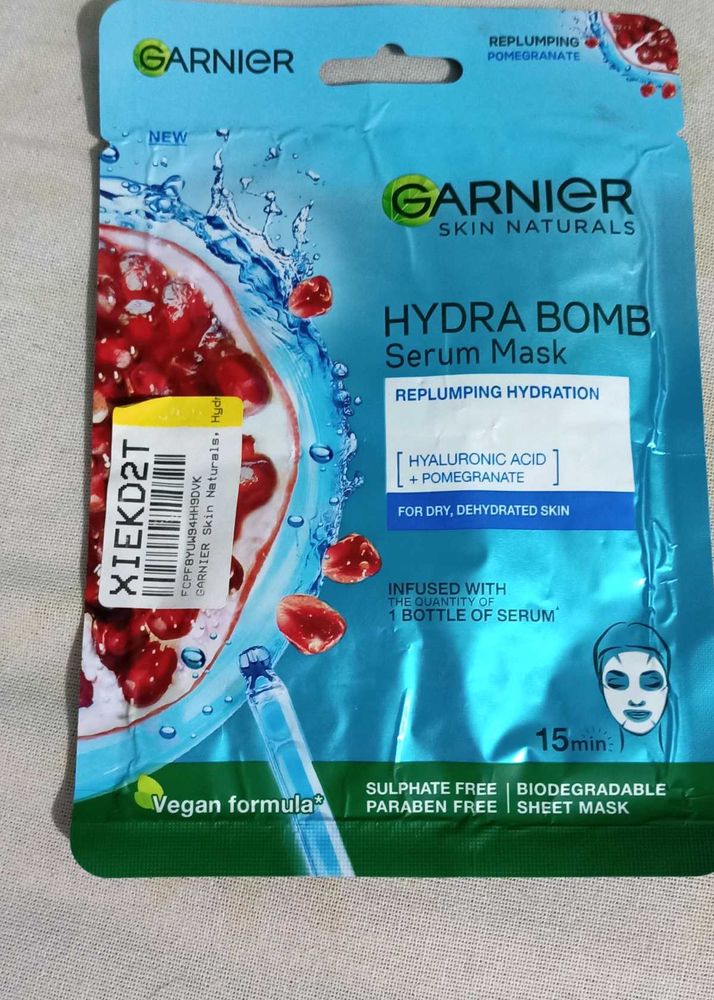 GARNIER
REPLUMPING
POMEGRANATE
NEW
GARNIER
SKIN NATURALS
HYDRA BOMB
Serum Mask
REPLUMPING HYDRATION
[HYALURONIC ACID
+ POMEGRANATE]
FOR DRY, DEHYDRATED SKIN
XIEKD2T
FCPF8YUW94HH9DVK
GARNIER Skin Naturals, Hydr
INFUSED WITH
THE QUANTITY OF
1 BOTTLE OF SERUM*
15min
Vegan formula*
SULPHATE FREE | BIODEGRADABLE
PARABEN FREE | SHEET MASK